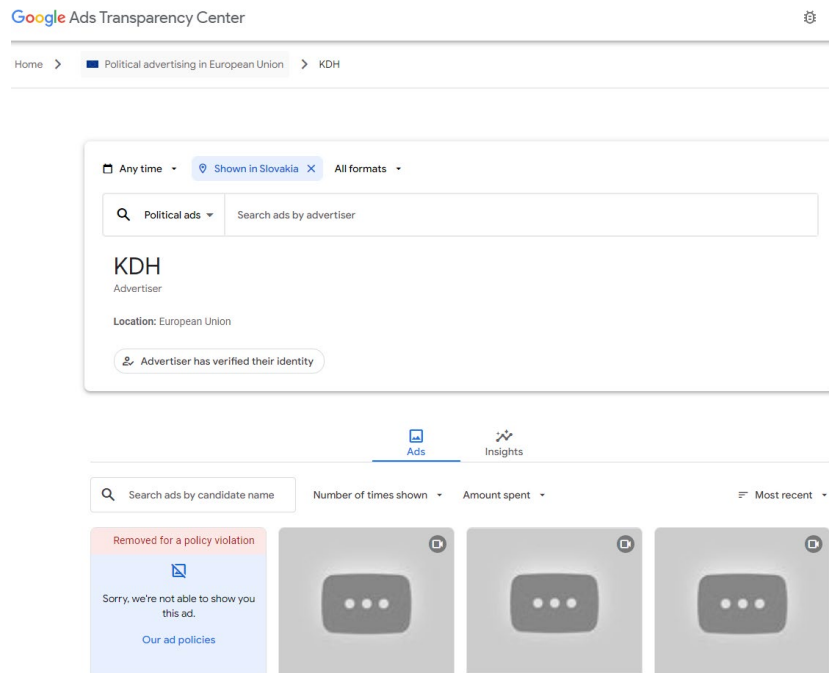 Google Ads Transparency Center
Home > Political advertising in European Union > KDH
Any time Shown in Slovakia X All formats
Political ads Search ads by advertiser
KDH
Advertiser
Location: European Union
Advertiser has verified their identity
Ads Insights
Search ads by candidate name Number of times shown Amount spent Most recent
Removed for a policy violation
Sorry, we're not able to show you
this ad.
Our ad policies